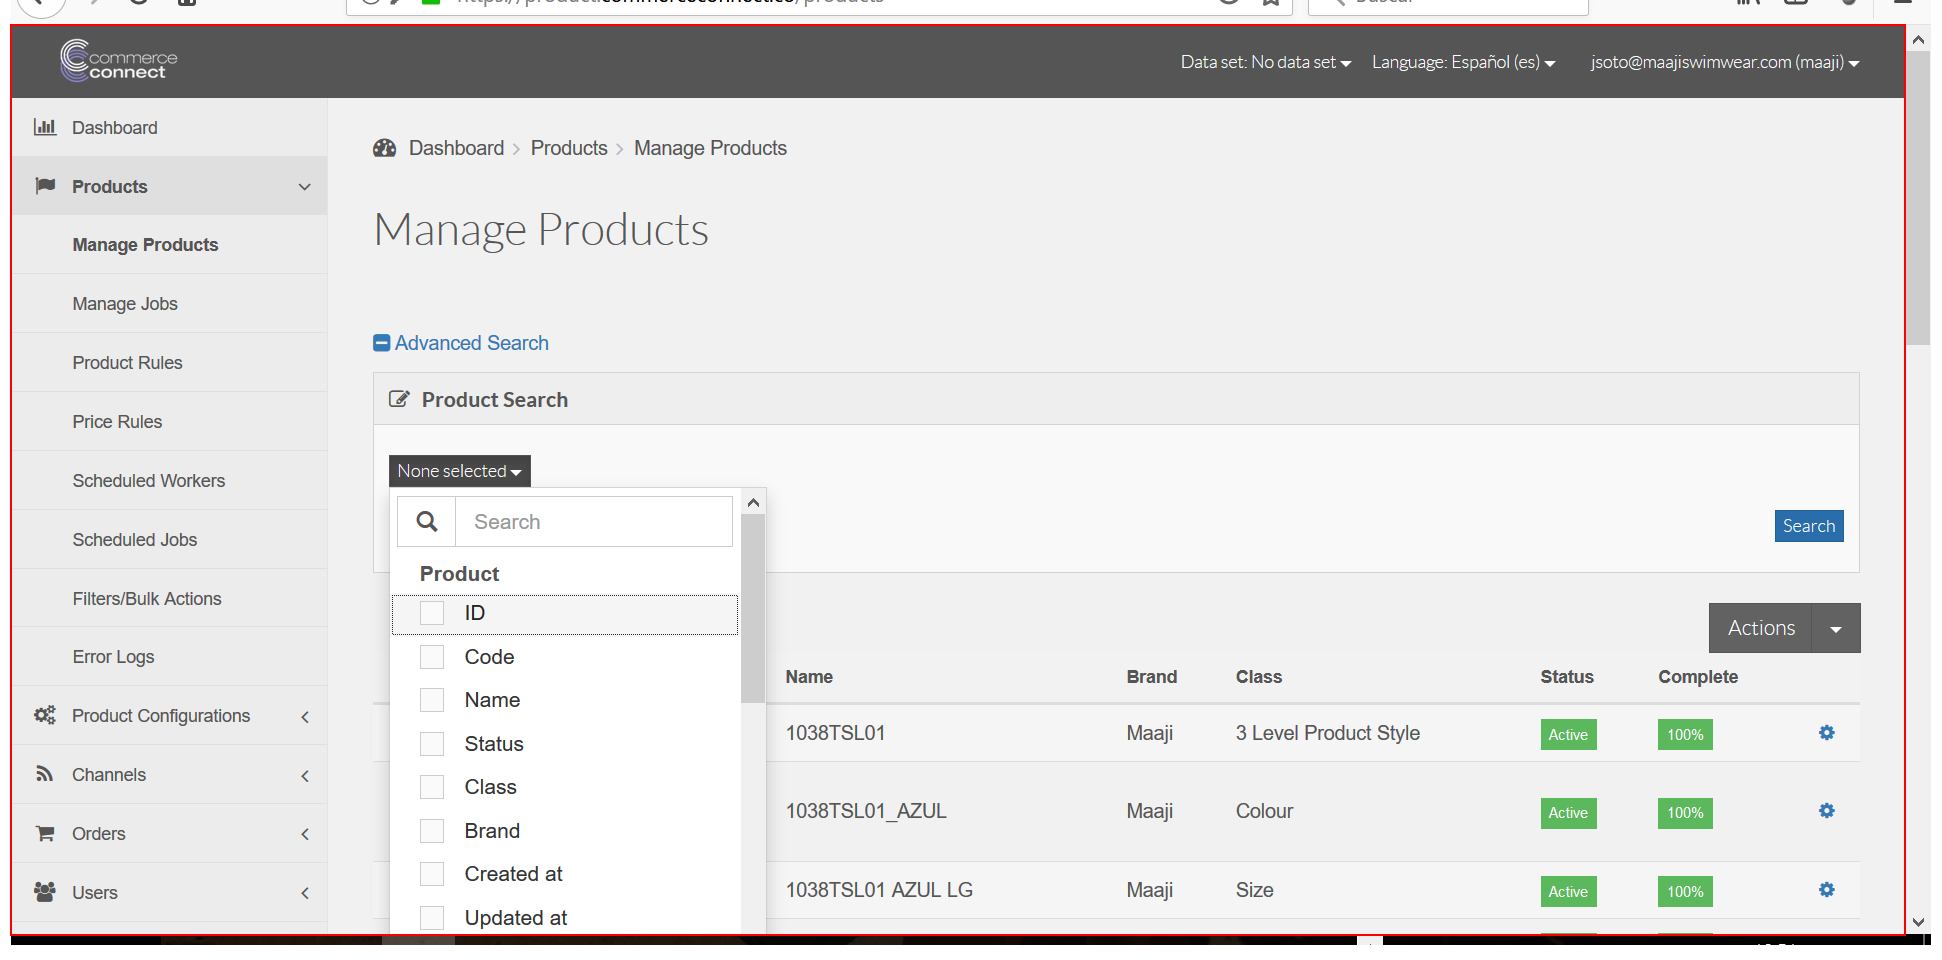 commerce
connect
Data set: No data set
Language: Español (es)
jsoto@maajiswimwear.com (maaji)
Dashboard
Products
Manage Products
Manage Jobs
Product Rules
Price Rules
Scheduled Workers
Scheduled Jobs
Filters/Bulk Actions
Error Logs
Product Configurations
Channels
Orders
Users
Dashboard > Products > Manage Products
Manage Products
Advanced Search
Product Search
None selected
Search
Product
ID
Code
Name
Status
Class
Brand
Created at
Updated at
Search
Actions
Name Brand Class Status Complete
1038TSL01 Maaji 3 Level Product Style Active 100%
1038TSL01_AZUL Maaji Colour Active 100%
1038TSL01 AZUL LG Maaji Size Active 100%